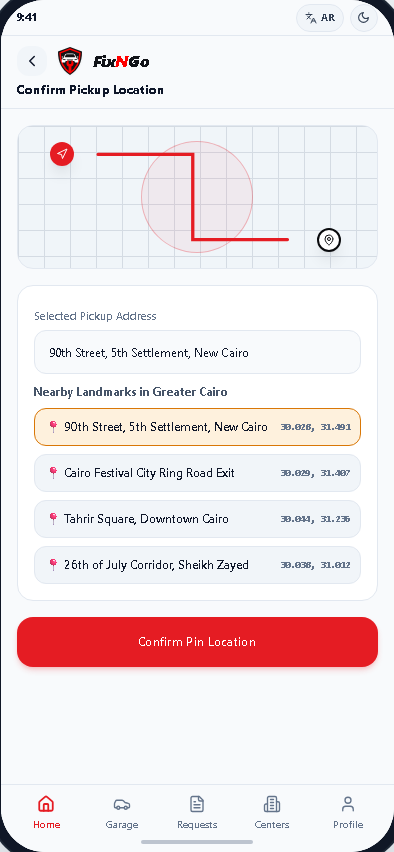 9:41
AR
FixNGo
Confirm Pickup Location
Selected Pickup Address
90th Street, 5th Settlement, New Cairo
Nearby Landmarks in Greater Cairo
90th Street, 5th Settlement, New Cairo 30.028, 31.491
Cairo Festival City Ring Road Exit 30.029, 31.407
Tahrir Square, Downtown Cairo 30.044, 31.236
26th of July Corridor, Sheikh Zayed 30.038, 31.012
Confirm Pin Location
Home Garage Requests Centers Profile